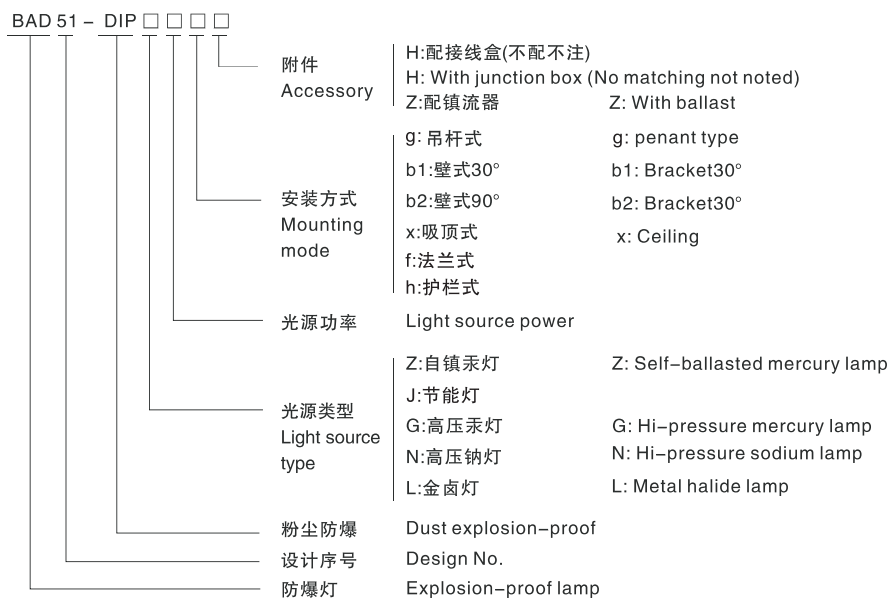 BAD 51 - DIP □ □ □ □
附件
Accessory
H:配接线盒(不配不注)
H: With junction box (No matching not noted)
Z:配镇流器 Z: With ballast
安装方式
Mounting
mode
g: 吊杆式 g: penant type
b1:壁式30° b1: Bracket30°
b2:壁式90° b2: Bracket30°
x:吸顶式 x: Ceiling
f:法兰式
h:护栏式
光源功率 Light source power
光源类型
Light source
type
Z:自镇汞灯 Z: Self-ballasted mercury lamp
J:节能灯
G:高压汞灯 G: Hi-pressure mercury lamp
N:高压钠灯 N: Hi-pressure sodium lamp
L:金卤灯 L: Metal halide lamp
粉尘防爆 Dust explosion-proof
设计序号 Design No.
防爆灯 Explosion-proof lamp